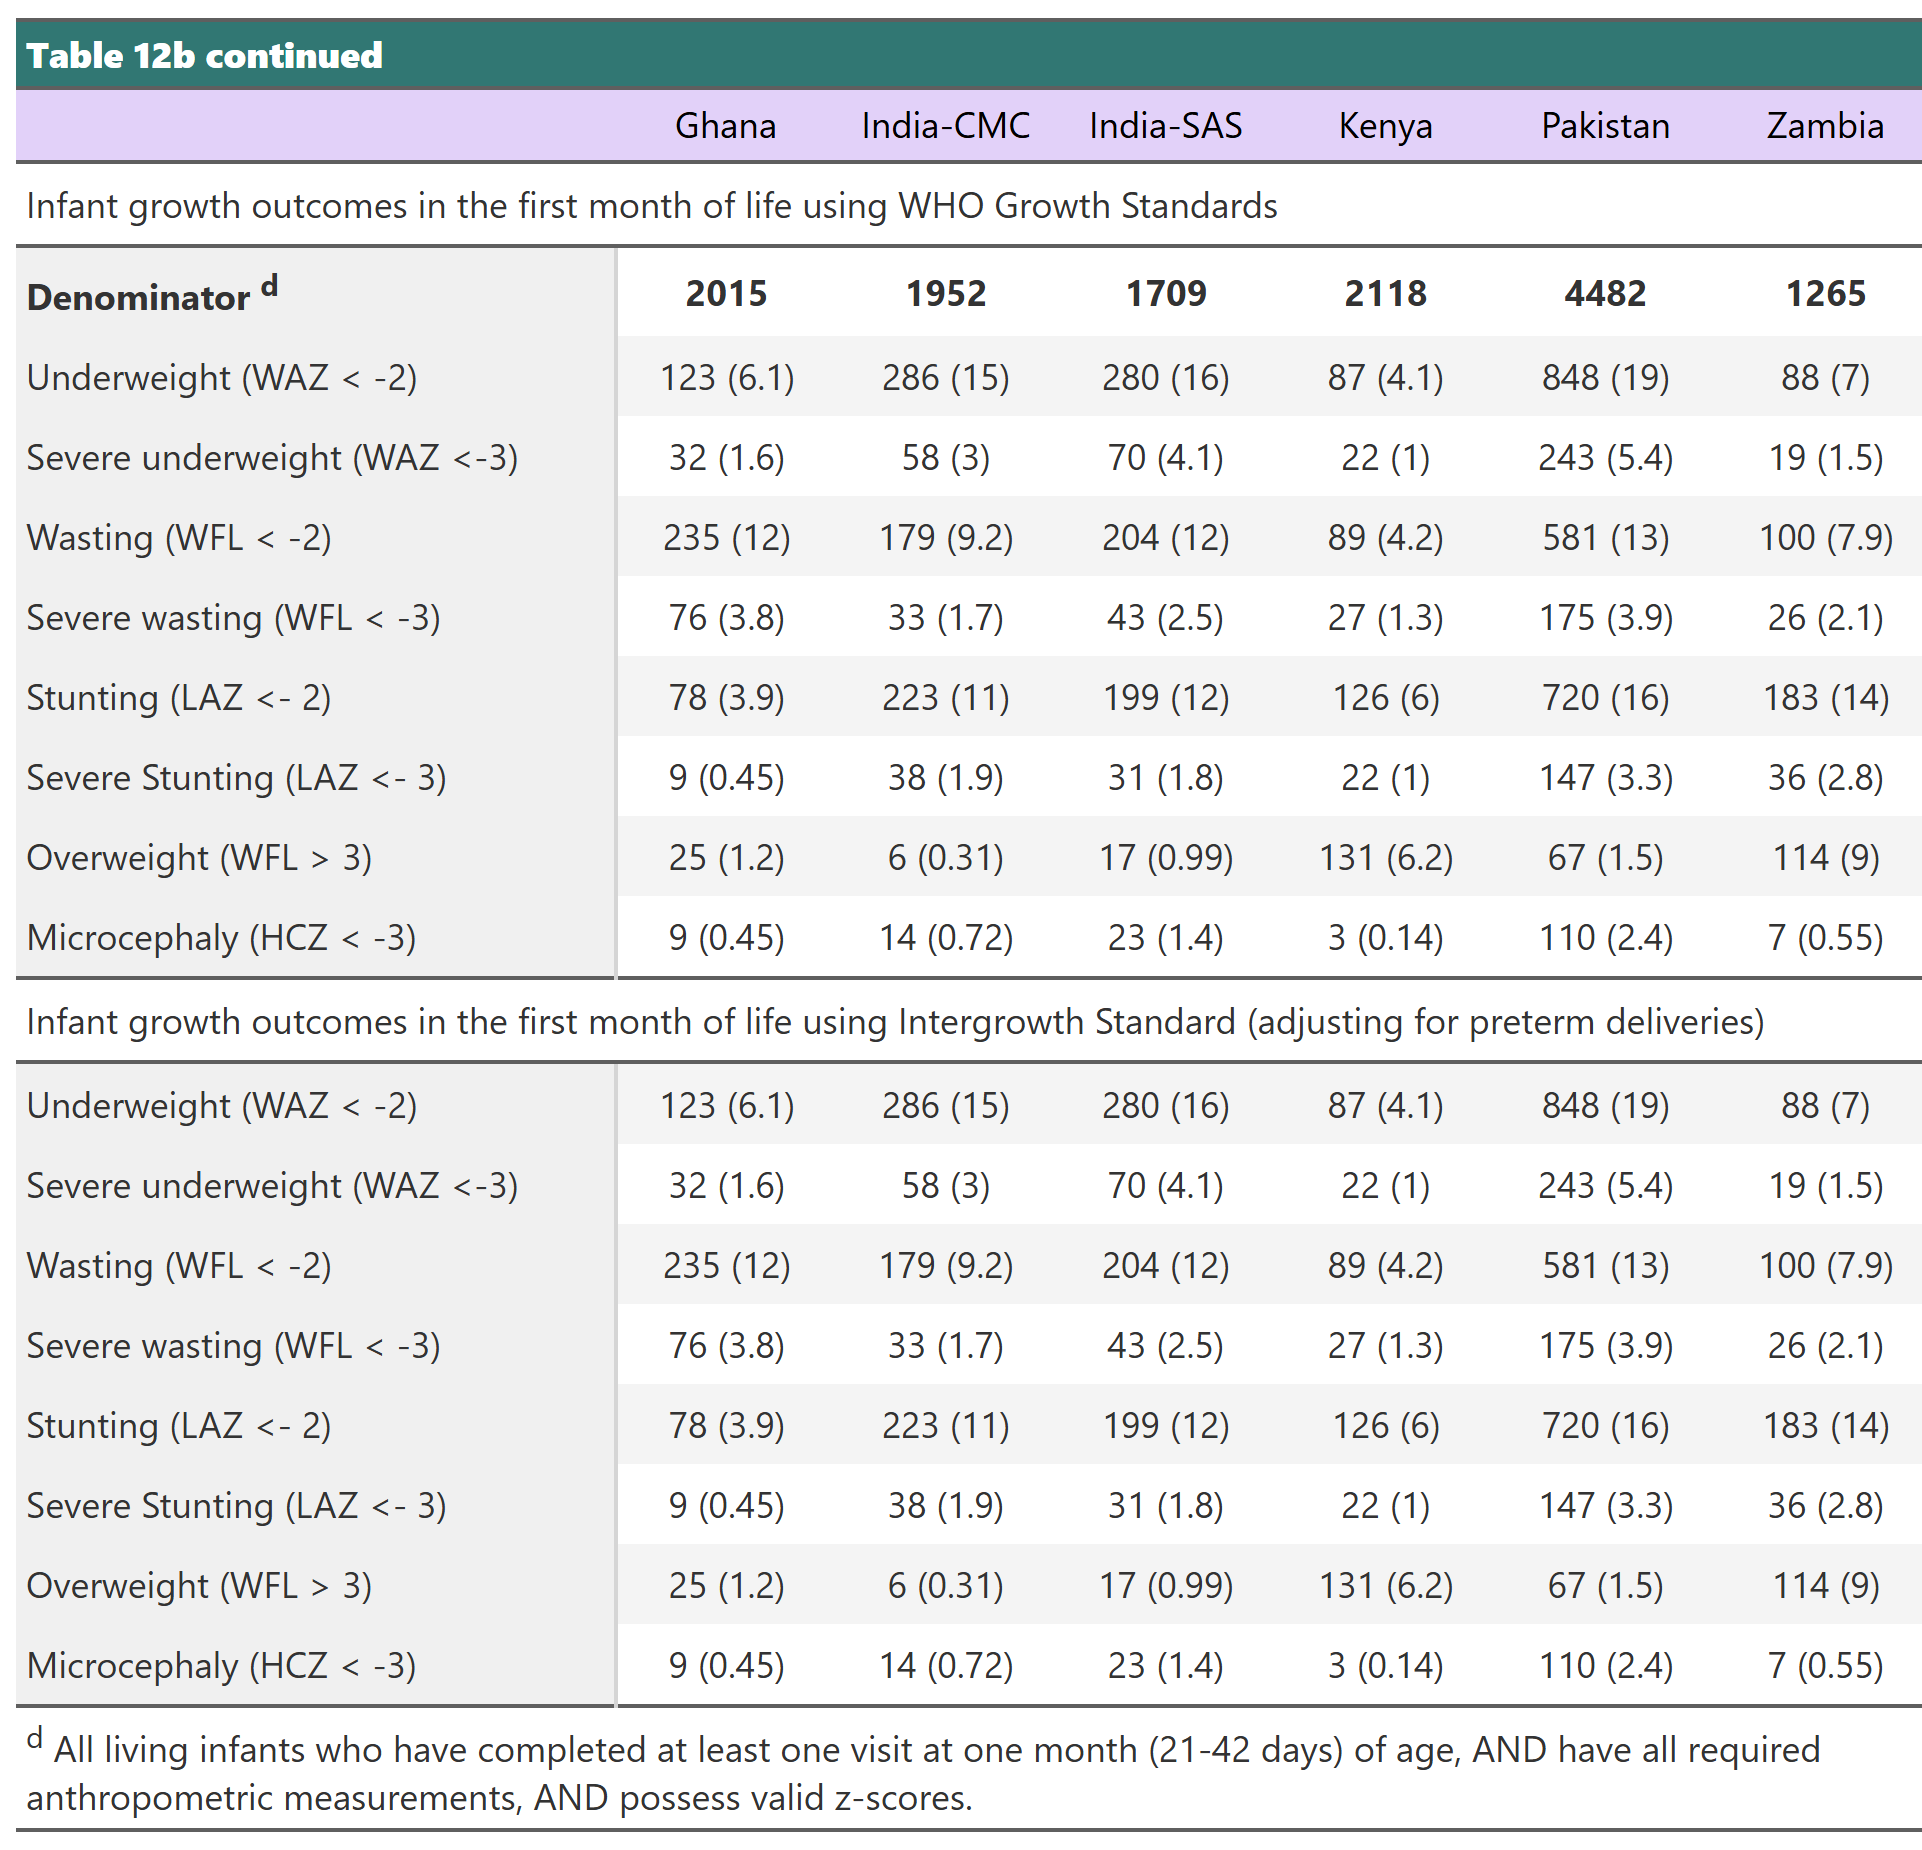 Table 12b continued
Ghana India-CMC India-SAS Kenya Pakistan Zambia
Infant growth outcomes in the first month of life using WHO Growth Standards
Denominator d 2015 1952 1709 2118 4482 1265
Underweight (WAZ < -2) 123 (6.1) 286 (15) 280 (16) 87 (4.1) 848 (19) 88 (7)
Severe underweight (WAZ <-3) 32 (1.6) 58 (3) 70 (4.1) 22 (1) 243 (5.4) 19 (1.5)
Wasting (WFL < -2) 235 (12) 179 (9.2) 204 (12) 89 (4.2) 581 (13) 100 (7.9)
Severe wasting (WFL < -3) 76 (3.8) 33 (1.7) 43 (2.5) 27 (1.3) 175 (3.9) 26 (2.1)
Stunting (LAZ <- 2) 78 (3.9) 223 (11) 199 (12) 126 (6) 720 (16) 183 (14)
Severe Stunting (LAZ <- 3) 9 (0.45) 38 (1.9) 31 (1.8) 22 (1) 147 (3.3) 36 (2.8)
Overweight (WFL > 3) 25 (1.2) 6 (0.31) 17 (0.99) 131 (6.2) 67 (1.5) 114 (9)
Microcephaly (HCZ < -3) 9 (0.45) 14 (0.72) 23 (1.4) 3 (0.14) 110 (2.4) 7 (0.55)
Infant growth outcomes in the first month of life using Intergrowth Standard (adjusting for preterm deliveries)
Underweight (WAZ < -2) 123 (6.1) 286 (15) 280 (16) 87 (4.1) 848 (19) 88 (7)
Severe underweight (WAZ <-3) 32 (1.6) 58 (3) 70 (4.1) 22 (1) 243 (5.4) 19 (1.5)
Wasting (WFL < -2) 235 (12) 179 (9.2) 204 (12) 89 (4.2) 581 (13) 100 (7.9)
Severe wasting (WFL < -3) 76 (3.8) 33 (1.7) 43 (2.5) 27 (1.3) 175 (3.9) 26 (2.1)
Stunting (LAZ <- 2) 78 (3.9) 223 (11) 199 (12) 126 (6) 720 (16) 183 (14)
Severe Stunting (LAZ <- 3) 9 (0.45) 38 (1.9) 31 (1.8) 22 (1) 147 (3.3) 36 (2.8)
Overweight (WFL > 3) 25 (1.2) 6 (0.31) 17 (0.99) 131 (6.2) 67 (1.5) 114 (9)
Microcephaly (HCZ < -3) 9 (0.45) 14 (0.72) 23 (1.4) 3 (0.14) 110 (2.4) 7 (0.55)
d All living infants who have completed at least one visit at one month (21-42 days) of age, AND have all required
anthropometric measurements, AND possess valid z-scores.